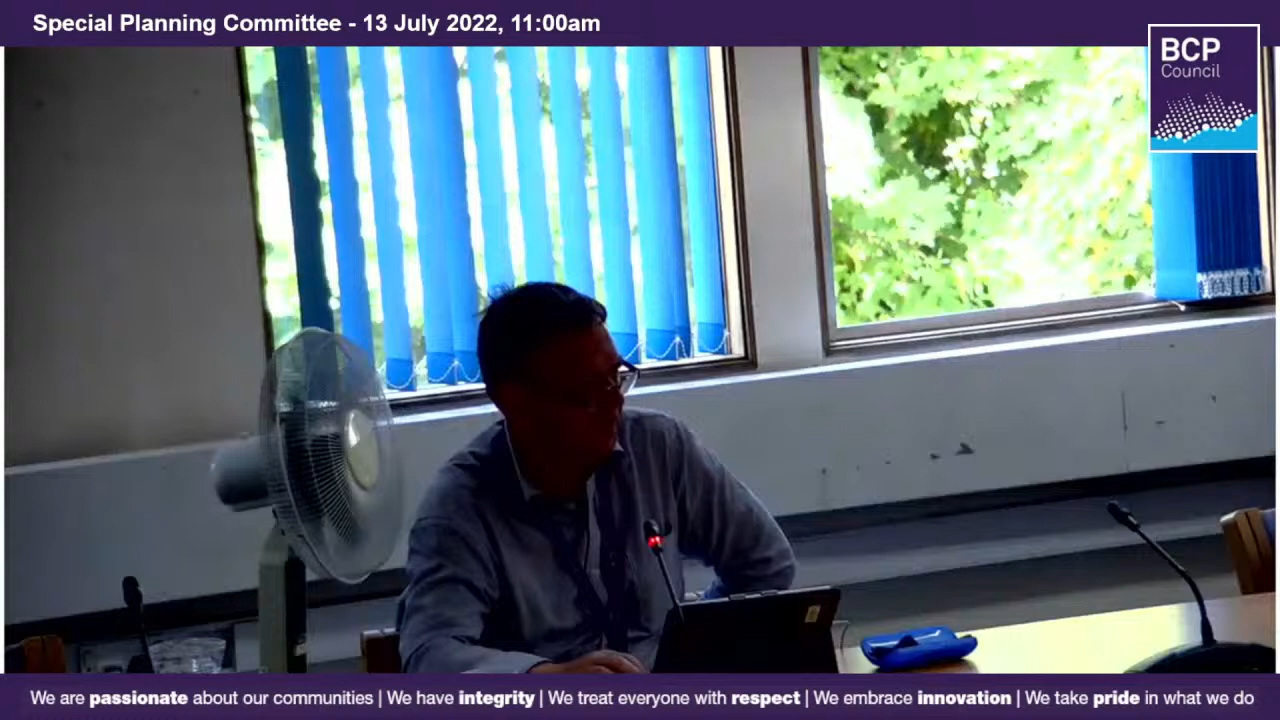 Special Planning Committee - 13 July 2022, 11:00am
BCP
Council
We are passionate about our communities | We have integrity | We treat everyone with respect | We embrace innovation | We take pride in what we do